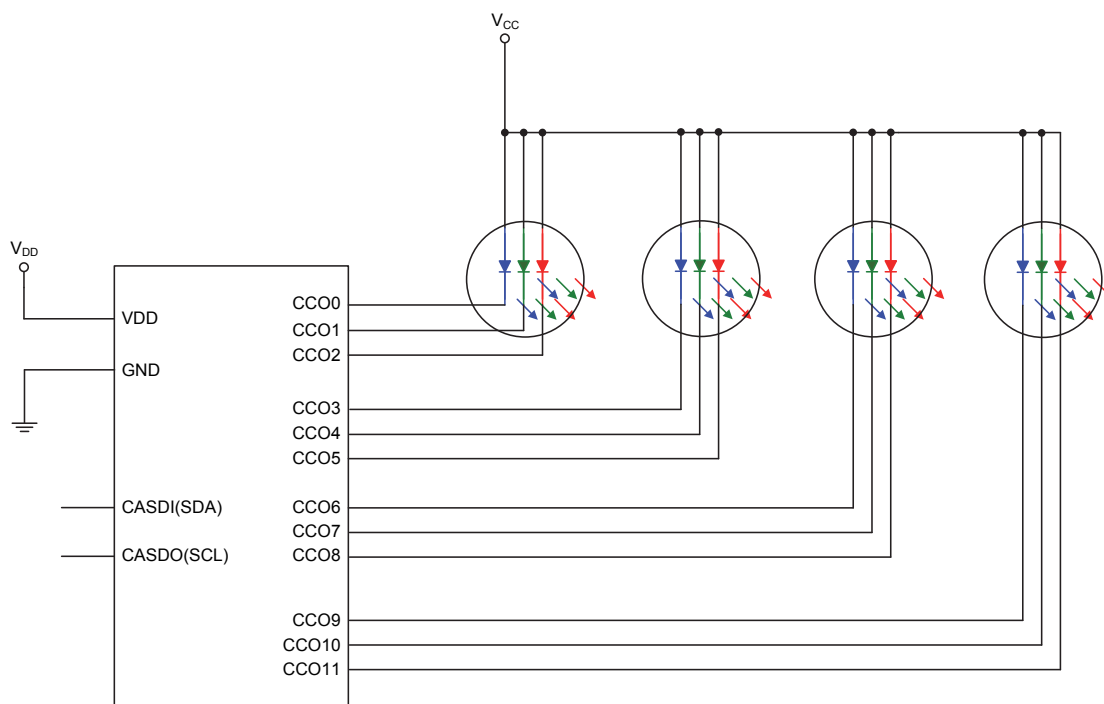 VCC
VDD
VDD
GND
CASDI(SDA)
CASDO(SCL)
CCO0
CCO1
CCO2
CCO3
CCO4
CCO5
CCO6
CCO7
CCO8
CCO9
CCO10
CCO11